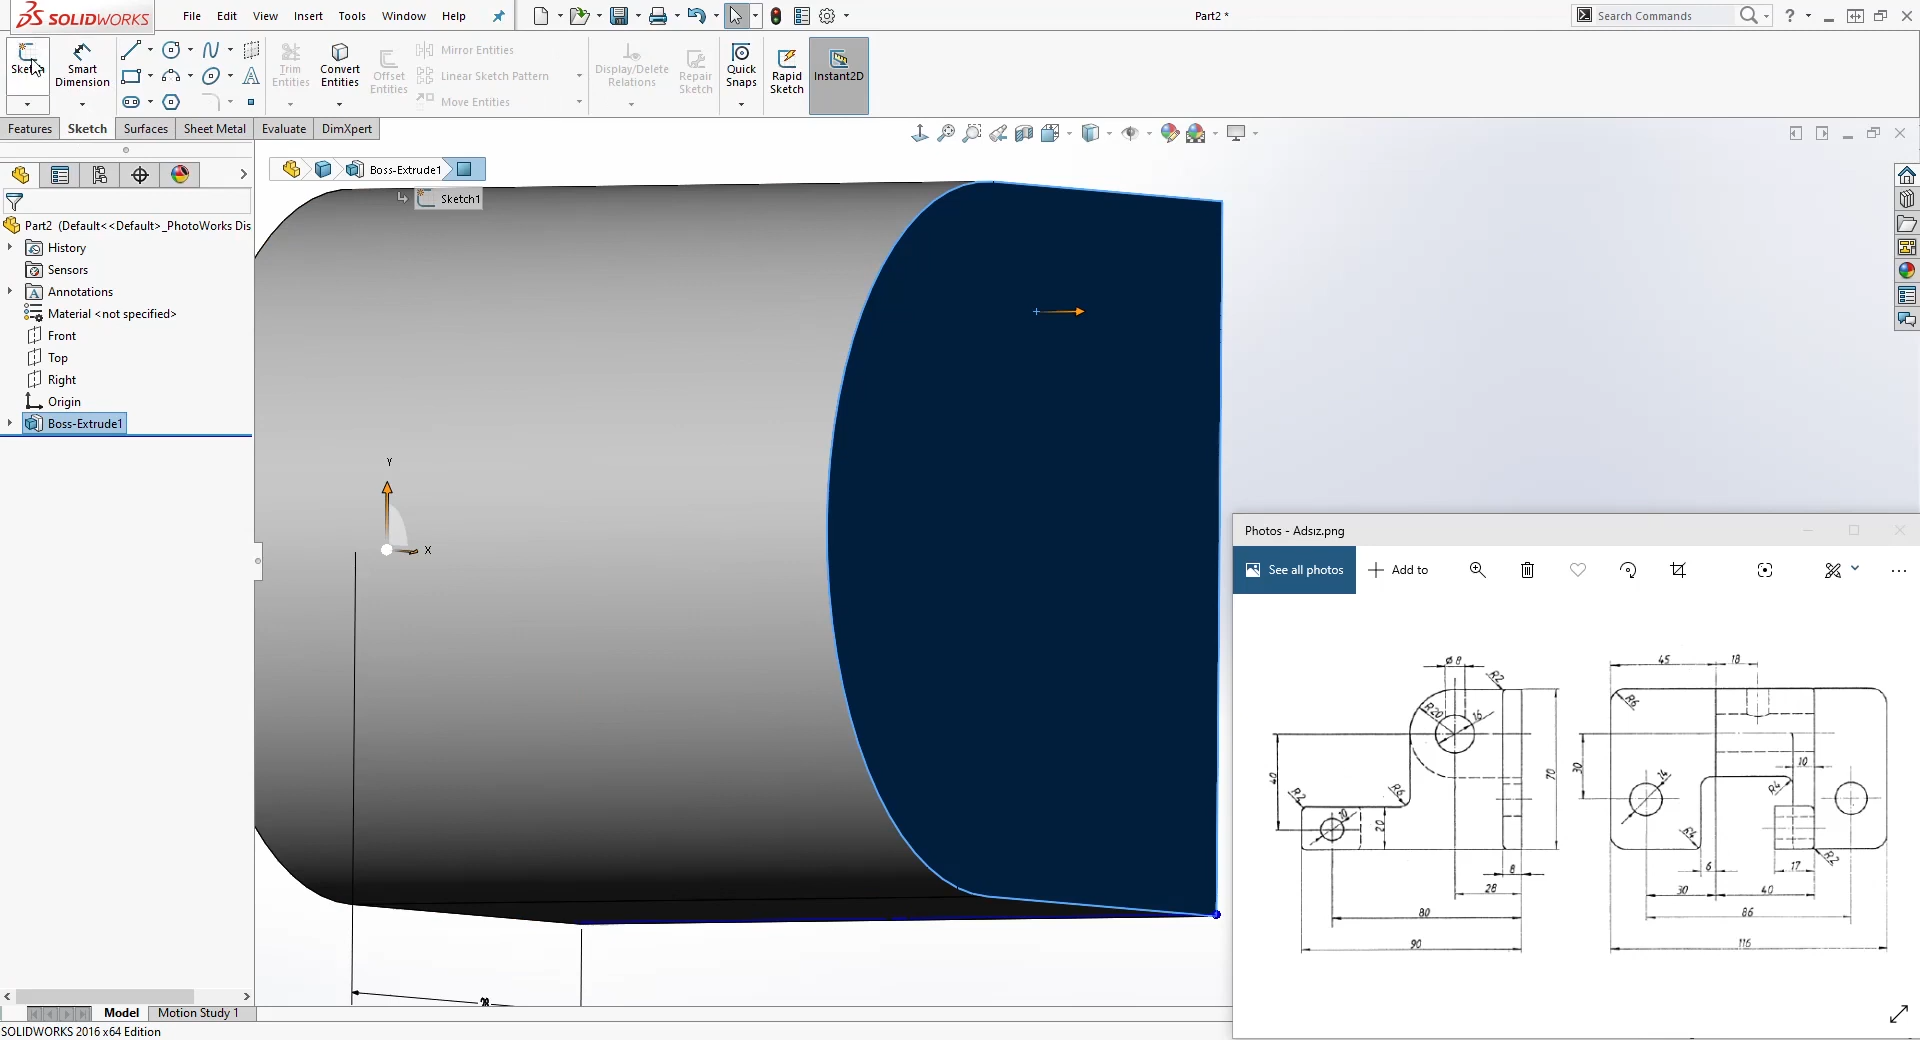 SOLIDWORKS
File Edit View Insert Tools Window Help
Part2 *
Search Commands
Smart Dimension
Trim Entities
Convert Entities
Offset Entities
Mirror Entities
Linear Sketch Pattern
Move Entities
Display/Delete Relations
Repair Sketch
Quick Snaps
Rapid Sketch
Instant2D
Features Sketch Surfaces Sheet Metal Evaluate DimXpert
Boss-Extrude1
Sketch1
Part2 (Default<<Default>_PhotoWorks Dis
History
Sensors
Annotations
Material <not specified>
Front
Top
Right
Origin
Boss-Extrude1
Y
X
28
Photos - Adsız.png
See all photos
Add to
Ø 8
R2
R20
16
40
70
R2
R6
10
20
8
28
80
90
45
18
R6
30
14
10
R4
R4
R2
6
17
30
40
86
116
Model
Motion Study 1
SOLIDWORKS 2016 x64 Edition